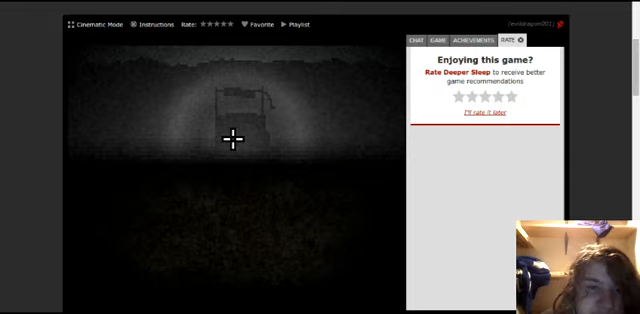 Cinematic Mode Instructions Rate: Favorite Playlist
CHAT GAME ACHIEVEMENTS RATE
Enjoying this game?
Rate Deeper Sleep to receive better
game recommendations
I'll rate it later